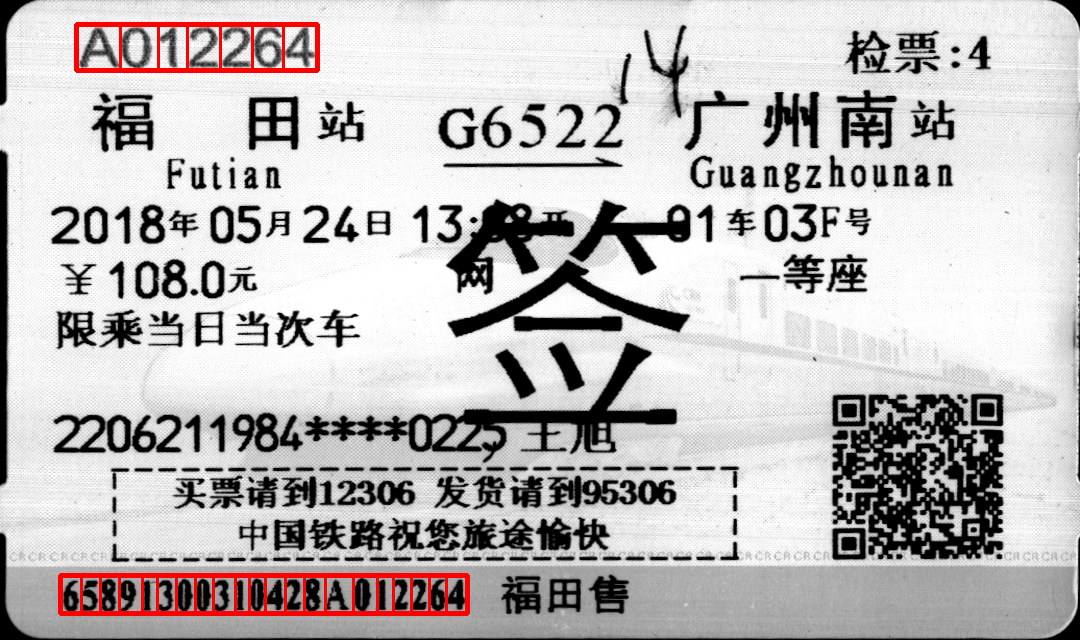 A012264 检票:4
14
福田站 G6522 广州南站
Futian Guangzhounan
2018年05月24日 13:08开 01车03F号
¥108.0元 网 一等座
限乘当日当次车
签
2206211984****0225 王旭
买票请到12306 发货请到95306
中国铁路祝您旅途愉快
CRCRCRCRCRCRCRCRCR
65891300310428A012264 福田售